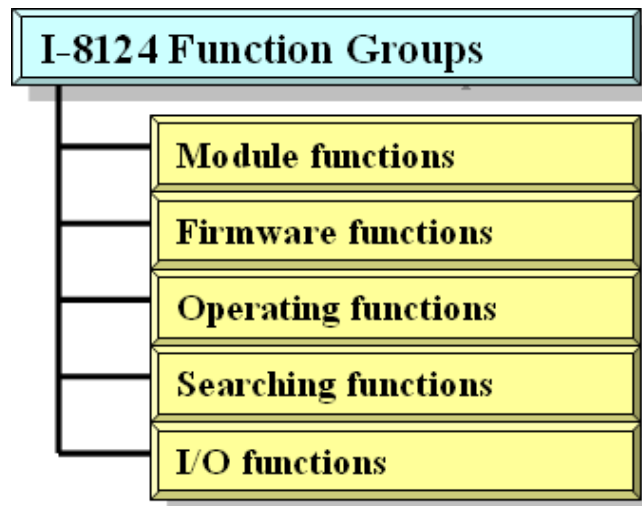 I-8124 Function Groups
Module functions
Firmware functions
Operating functions
Searching functions
I/O functions